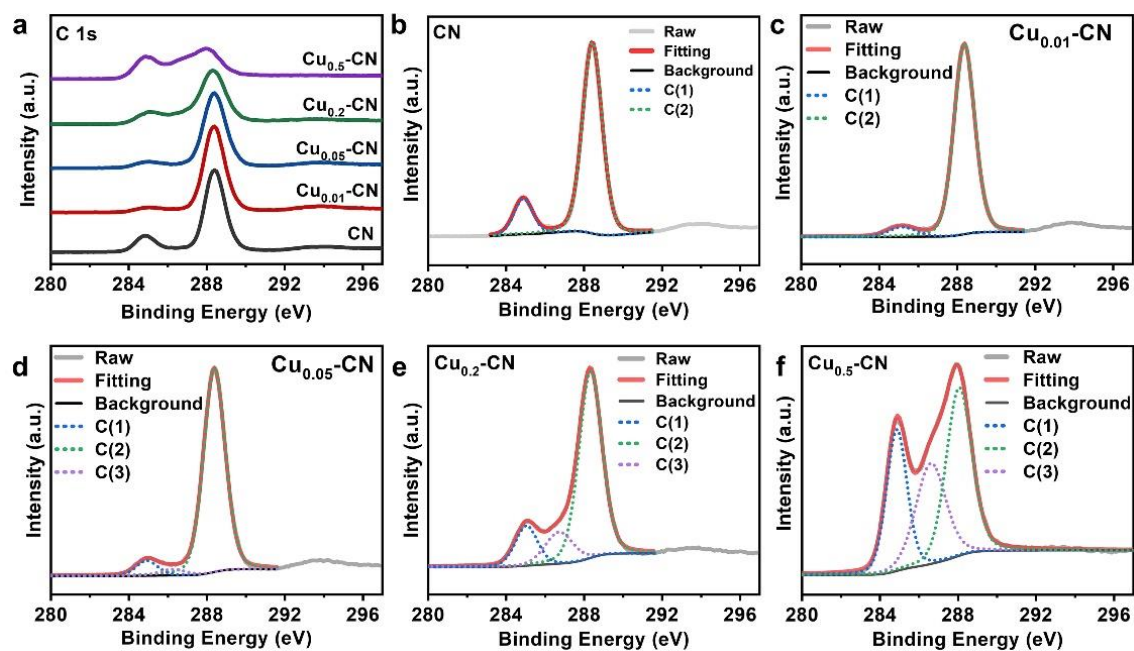 a
C 1s
Cu0.5-CN
Cu0.2-CN
Cu0.05-CN
Cu0.01-CN
CN
Intensity (a.u.)
280 284 288 292 296
Binding Energy (eV)
b
CN
Raw
Fitting
Background
C(1)
C(2)
Intensity (a.u.)
280 284 288 292 296
Binding Energy (eV)
c
Raw
Fitting
Background
C(1)
C(2)
Cu0.01-CN
Intensity (a.u.)
280 284 288 292 296
Binding Energy (eV)
d
Raw
Fitting
Background
C(1)
C(2)
C(3)
Cu0.05-CN
Intensity (a.u.)
280 284 288 292 296
Binding Energy (eV)
e
Cu0.2-CN
Raw
Fitting
Background
C(1)
C(2)
C(3)
Intensity (a.u.)
280 284 288 292 296
Binding Energy (eV)
f
Cu0.5-CN
Raw
Fitting
Background
C(1)
C(2)
C(3)
Intensity (a.u.)
280 284 288 292 296
Binding Energy (eV)